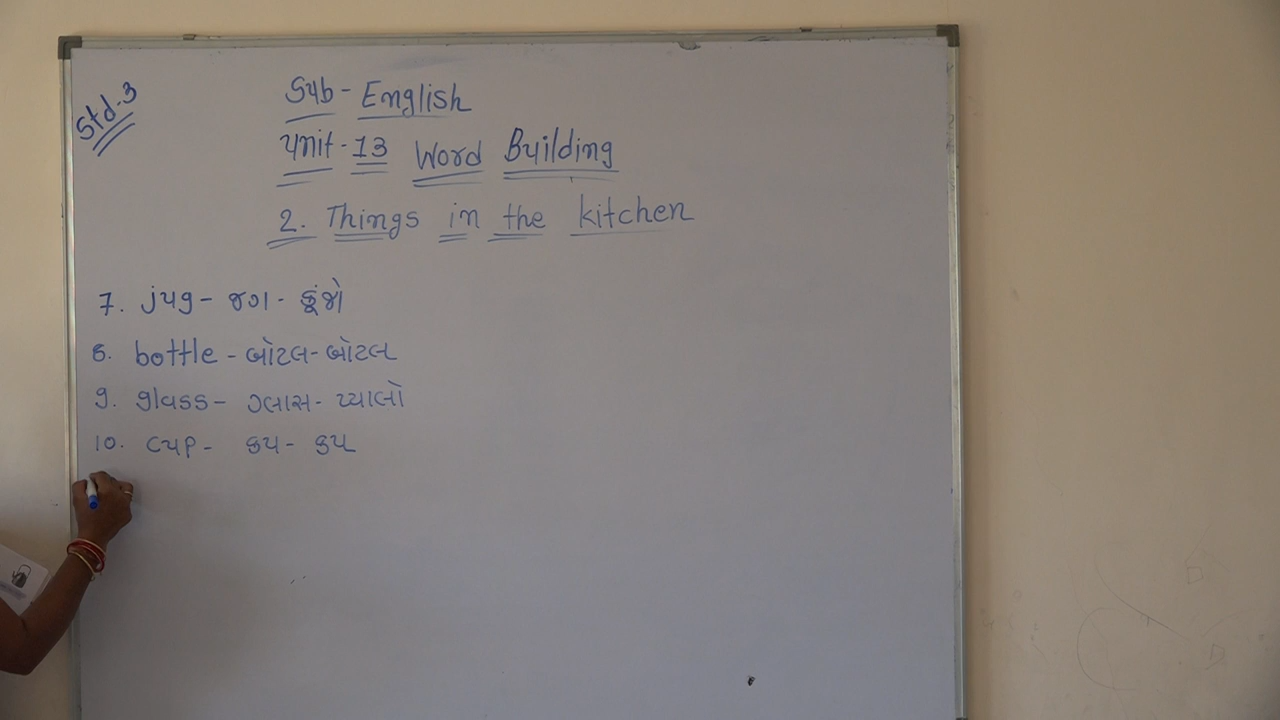 Std-3
Sub - English
Unit - 13 Word Building
2. Things in the kitchen
7. jug - જગ - કૂંજો
8. bottle - બૉટલ - બૉટલ
9. glass - ગ્લાસ - પ્યાલો
10. cup - કપ - કપ